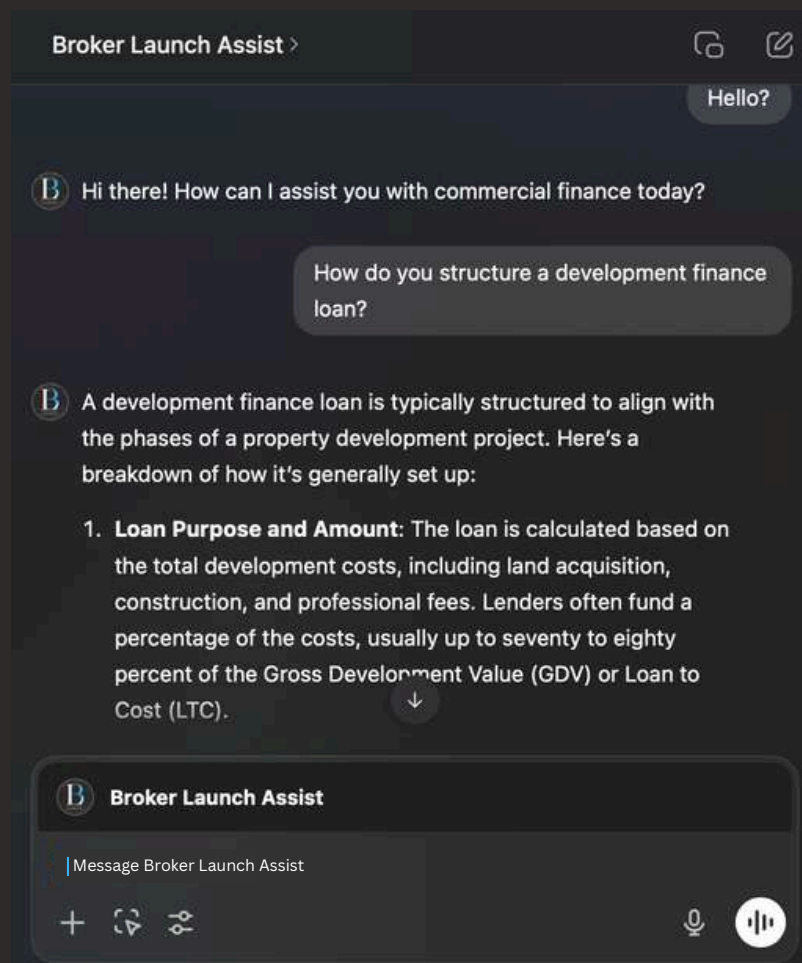 Broker Launch Assist >
Hello?
B Hi there! How can I assist you with commercial finance today?
How do you structure a development finance
loan?
B A development finance loan is typically structured to align with
the phases of a property development project. Here's a
breakdown of how it's generally set up:
1. Loan Purpose and Amount: The loan is calculated based on
the total development costs, including land acquisition,
construction, and professional fees. Lenders often fund a
percentage of the costs, usually up to seventy to eighty
percent of the Gross Development Value (GDV) or Loan to
Cost (LTC).
B Broker Launch Assist
Message Broker Launch Assist